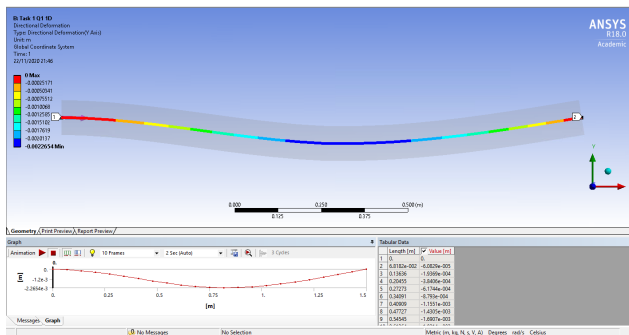 B: Task 1 Q1 1D
Directional Deformation
Type: Directional Deformation(Y Axis)
Unit: m
Global Coordinate System
Time: 1
22/11/2020 21:46
ANSYS
R18.0
Academic
0 Max
-0.00025171
-0.00050341
-0.00075512
-0.0010068
-0.0012585
-0.0015102
-0.0017619
-0.0020137
-0.0022654 Min
1
2
Y
0.000
0.250
0.500 (m)
0.125
0.375
Geometry Print Preview Report Preview
Graph
Animation
10 Frames
2 Sec (Auto)
3 Cycles
0.
0.
[m]
-1.2e-3
-2.2654e-3
0.
0.25
0.5
0.75
1.
1.25
1.5
[m]
Messages Graph
Tabular Data
Length [m] Value [m]
1 0. 0.
2 6.8182e-002 -6.0829e-005
3 0.13636 -1.9369e-004
4 0.20455 -3.8406e-004
5 0.27273 -6.1744e-004
6 0.34091 -8.793e-004
7 0.40909 -1.1551e-003
8 0.47727 -1.4305e-003
9 0.54545 -1.6907e-003
No Messages
No Selection
Metric (m, kg, N, s, V, A) Degrees rad/s Celsius